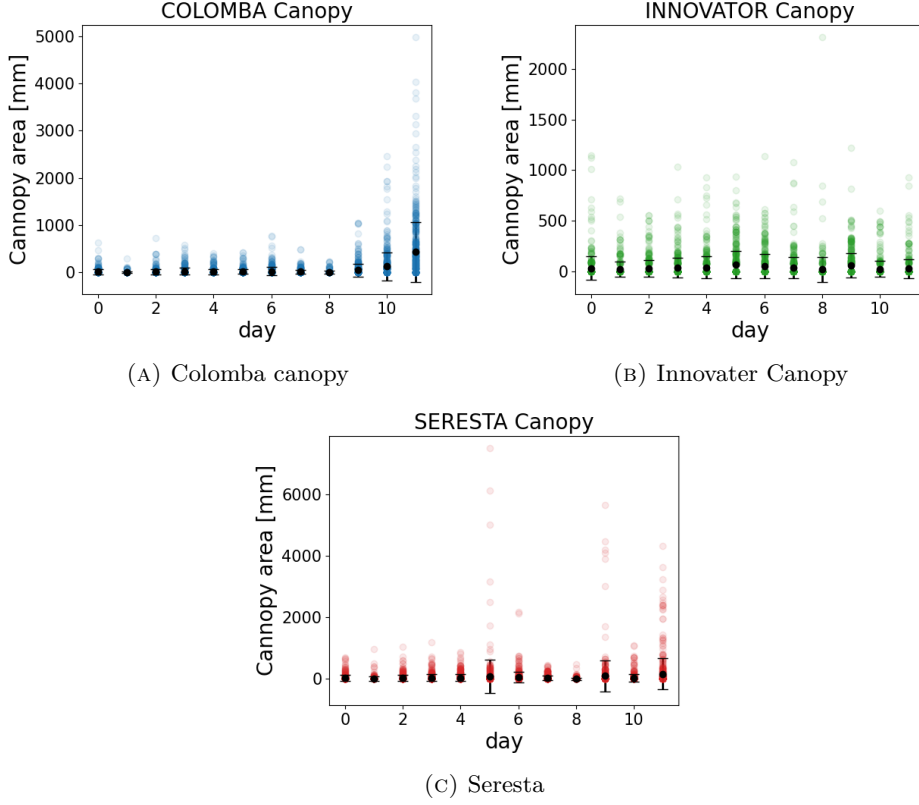 COLOMBA Canopy
Cannopy area [mm]
5000
4000
3000
2000
1000
0
0 2 4 6 8 10
day
(A) Colomba canopy
INNOVATOR Canopy
Cannopy area [mm]
2000
1500
1000
500
0
0 2 4 6 8 10
day
(B) Innovater Canopy
SERESTA Canopy
Cannopy area [mm]
6000
4000
2000
0
0 2 4 6 8 10
day
(C) Seresta